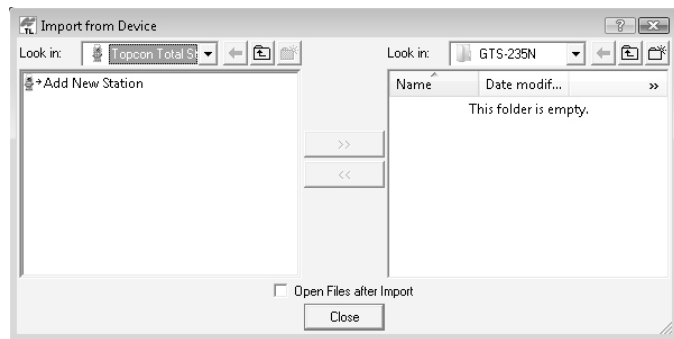 TL Import from Device
Look in: Topcon Total St
Look in: GTS-235N
Add New Station
Name Date modif... »
This folder is empty.
>>
<<
Open Files after Import
Close